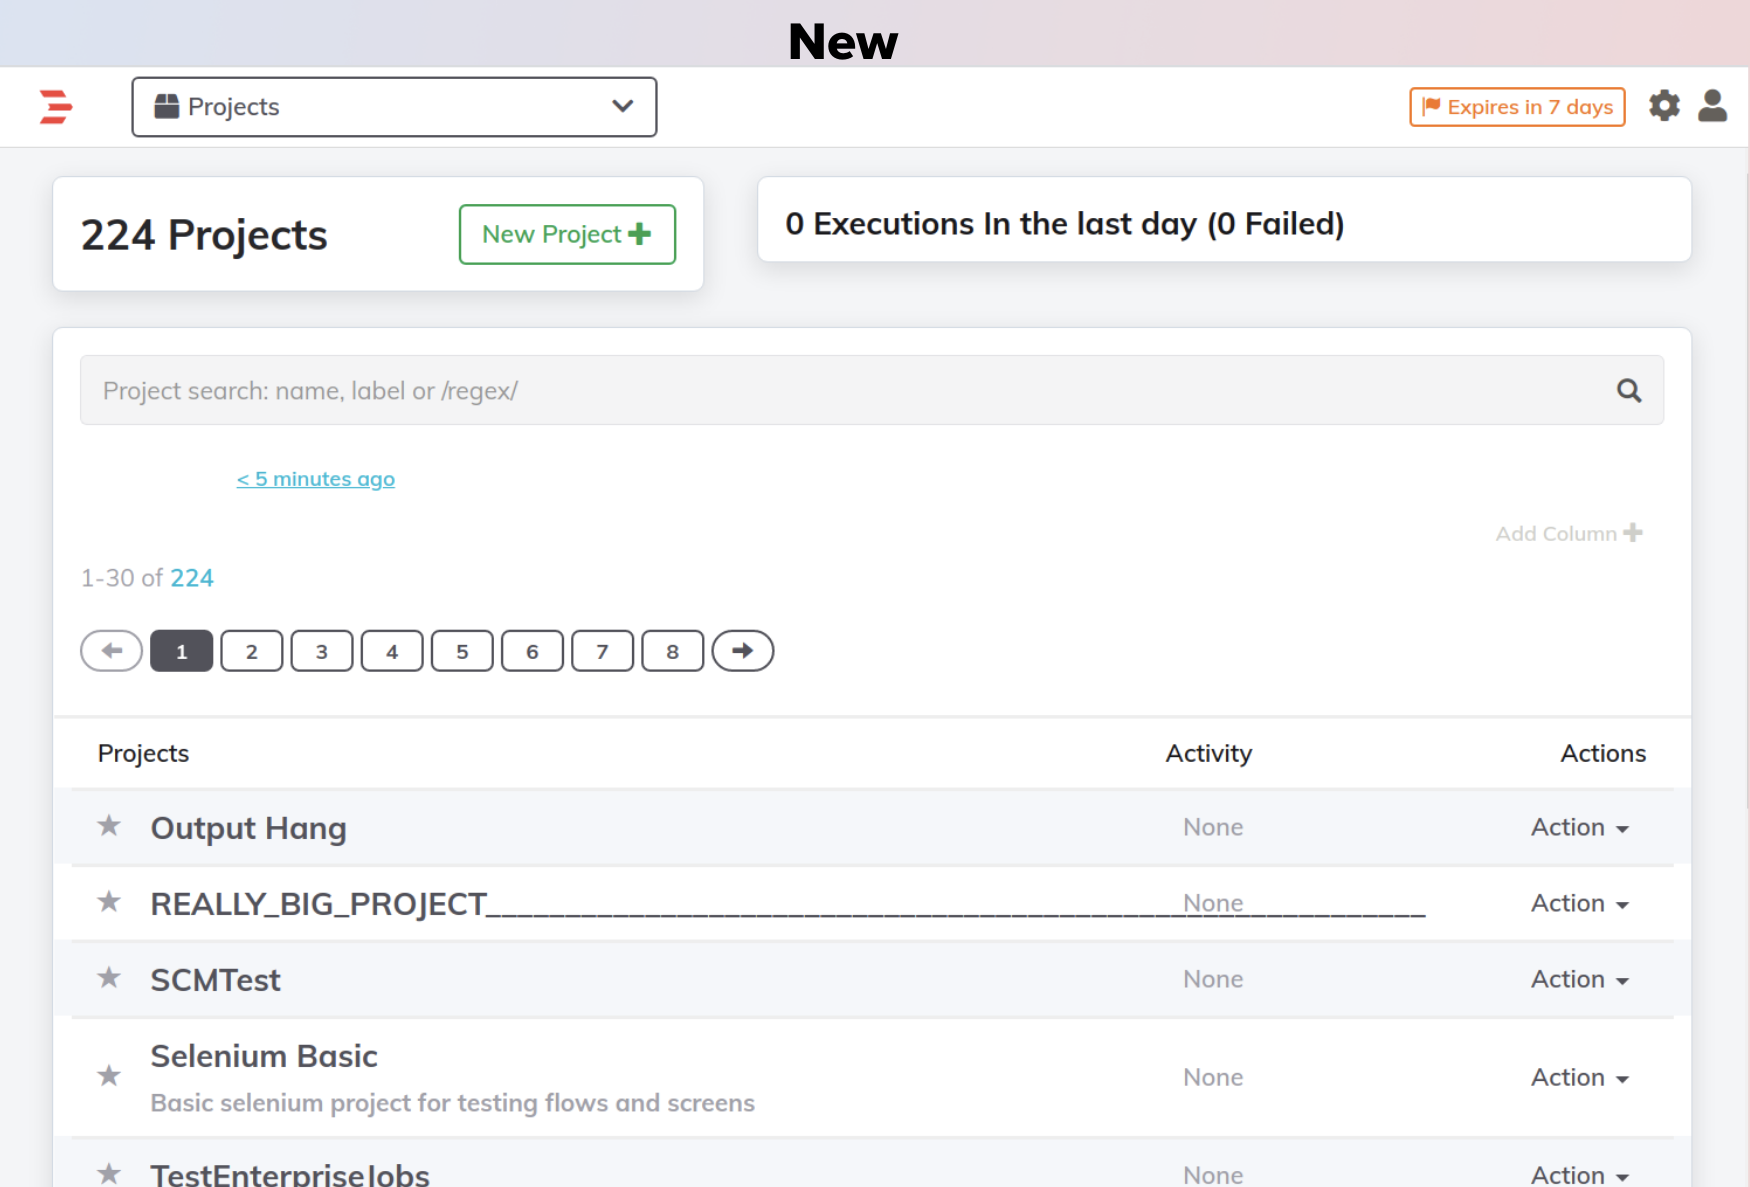 New
Projects
Expires in 7 days
224 Projects
New Project
0 Executions In the last day (0 Failed)
Project search: name, label or /regex/
< 5 minutes ago
Add Column
1-30 of 224
1 2 3 4 5 6 7 8
Projects Activity Actions
Output Hang None Action
REALLY_BIG_PROJECT___________________________________________________________ None Action
SCMTest None Action
Selenium Basic
Basic selenium project for testing flows and screens
None Action
TestEnterpriseJobs None Action